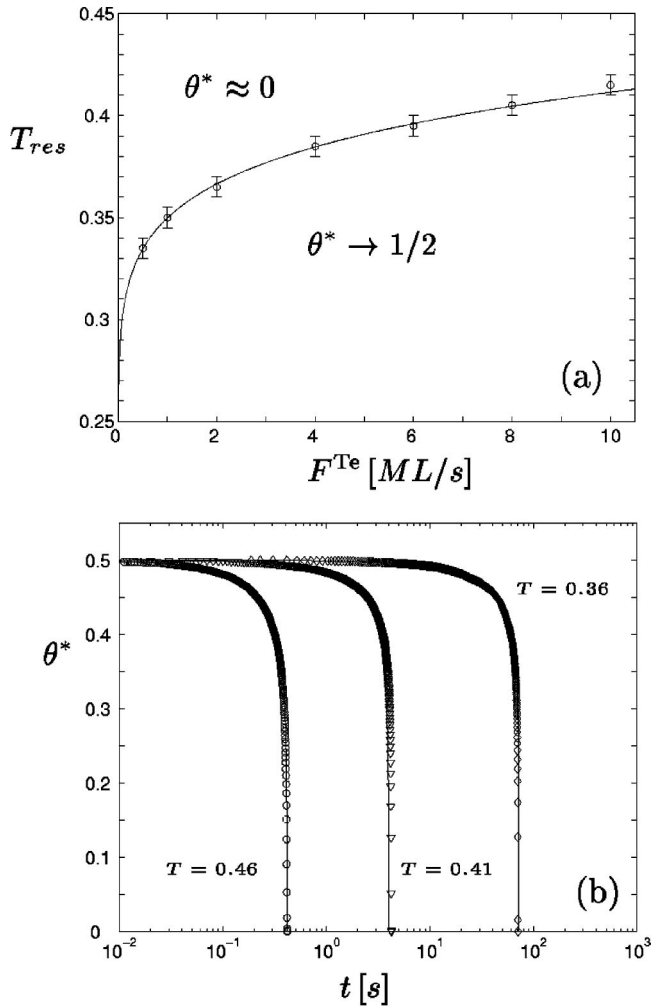 0.45
θ* ≈ 0
0.4
T_res
0.35
θ* → 1/2
0.3
(a)
0.25
0 2 4 6 8 10
F^Te [ML/s]
0.5
T = 0.36
0.4
θ*
0.3
0.2
0.1
T = 0.46 T = 0.41
(b)
0
10^-2 10^-1 10^0 10^1 10^2 10^3
t [s]